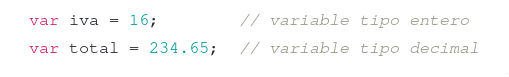 var iva = 16;        // variable tipo entero
var total = 234.65;  // variable tipo decimal